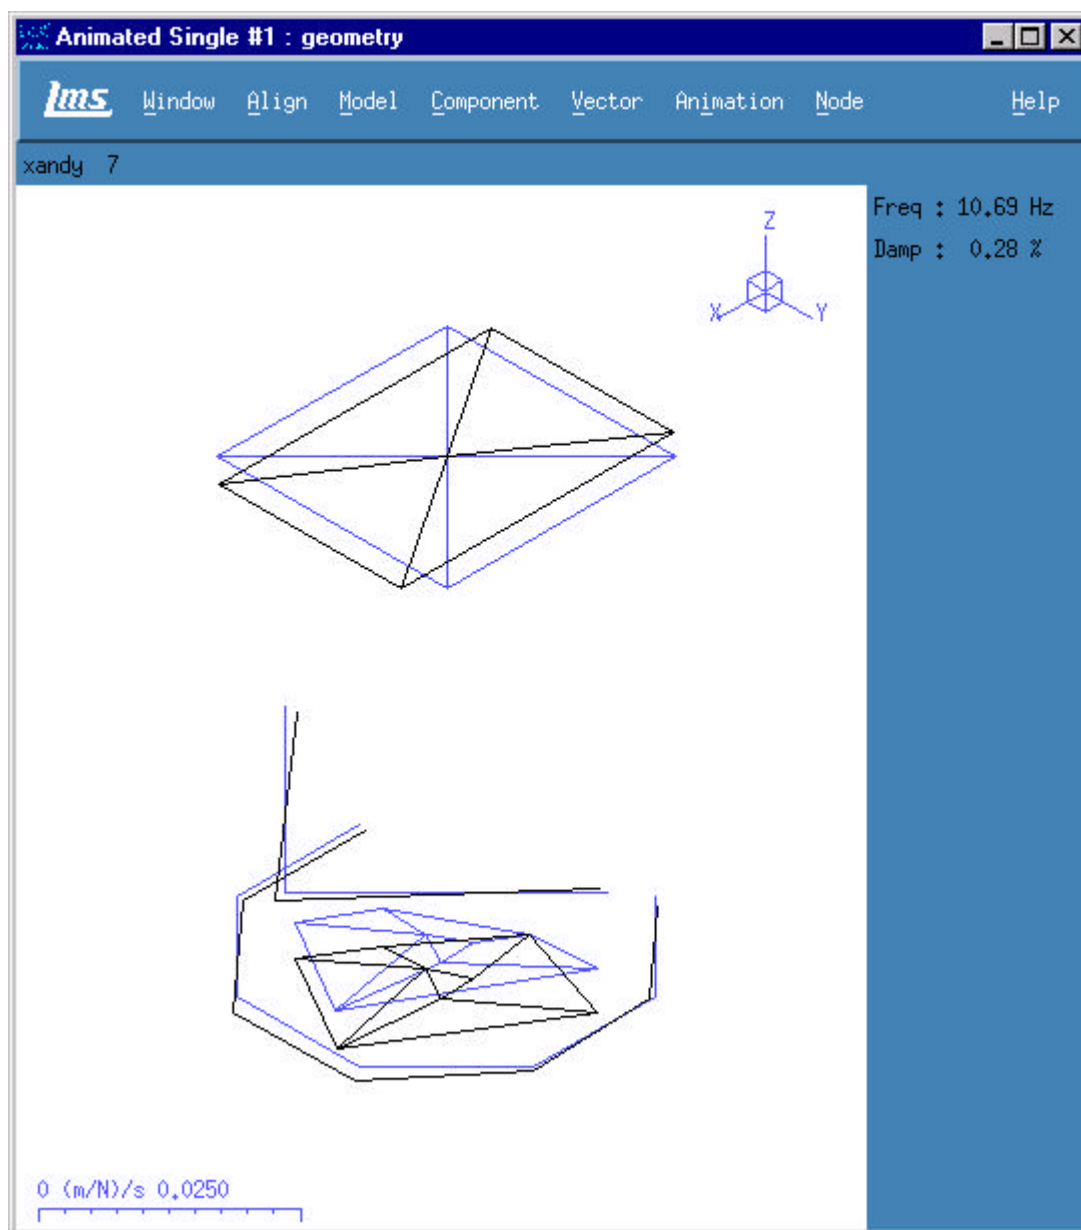 Animated Single #1 : geometry
lms Window Align Model Component Vector Animation Node Help
xandy 7
Freq : 10.69 Hz
Damp : 0.28 %
Z
X Y
0 (m/N)/s 0.0250